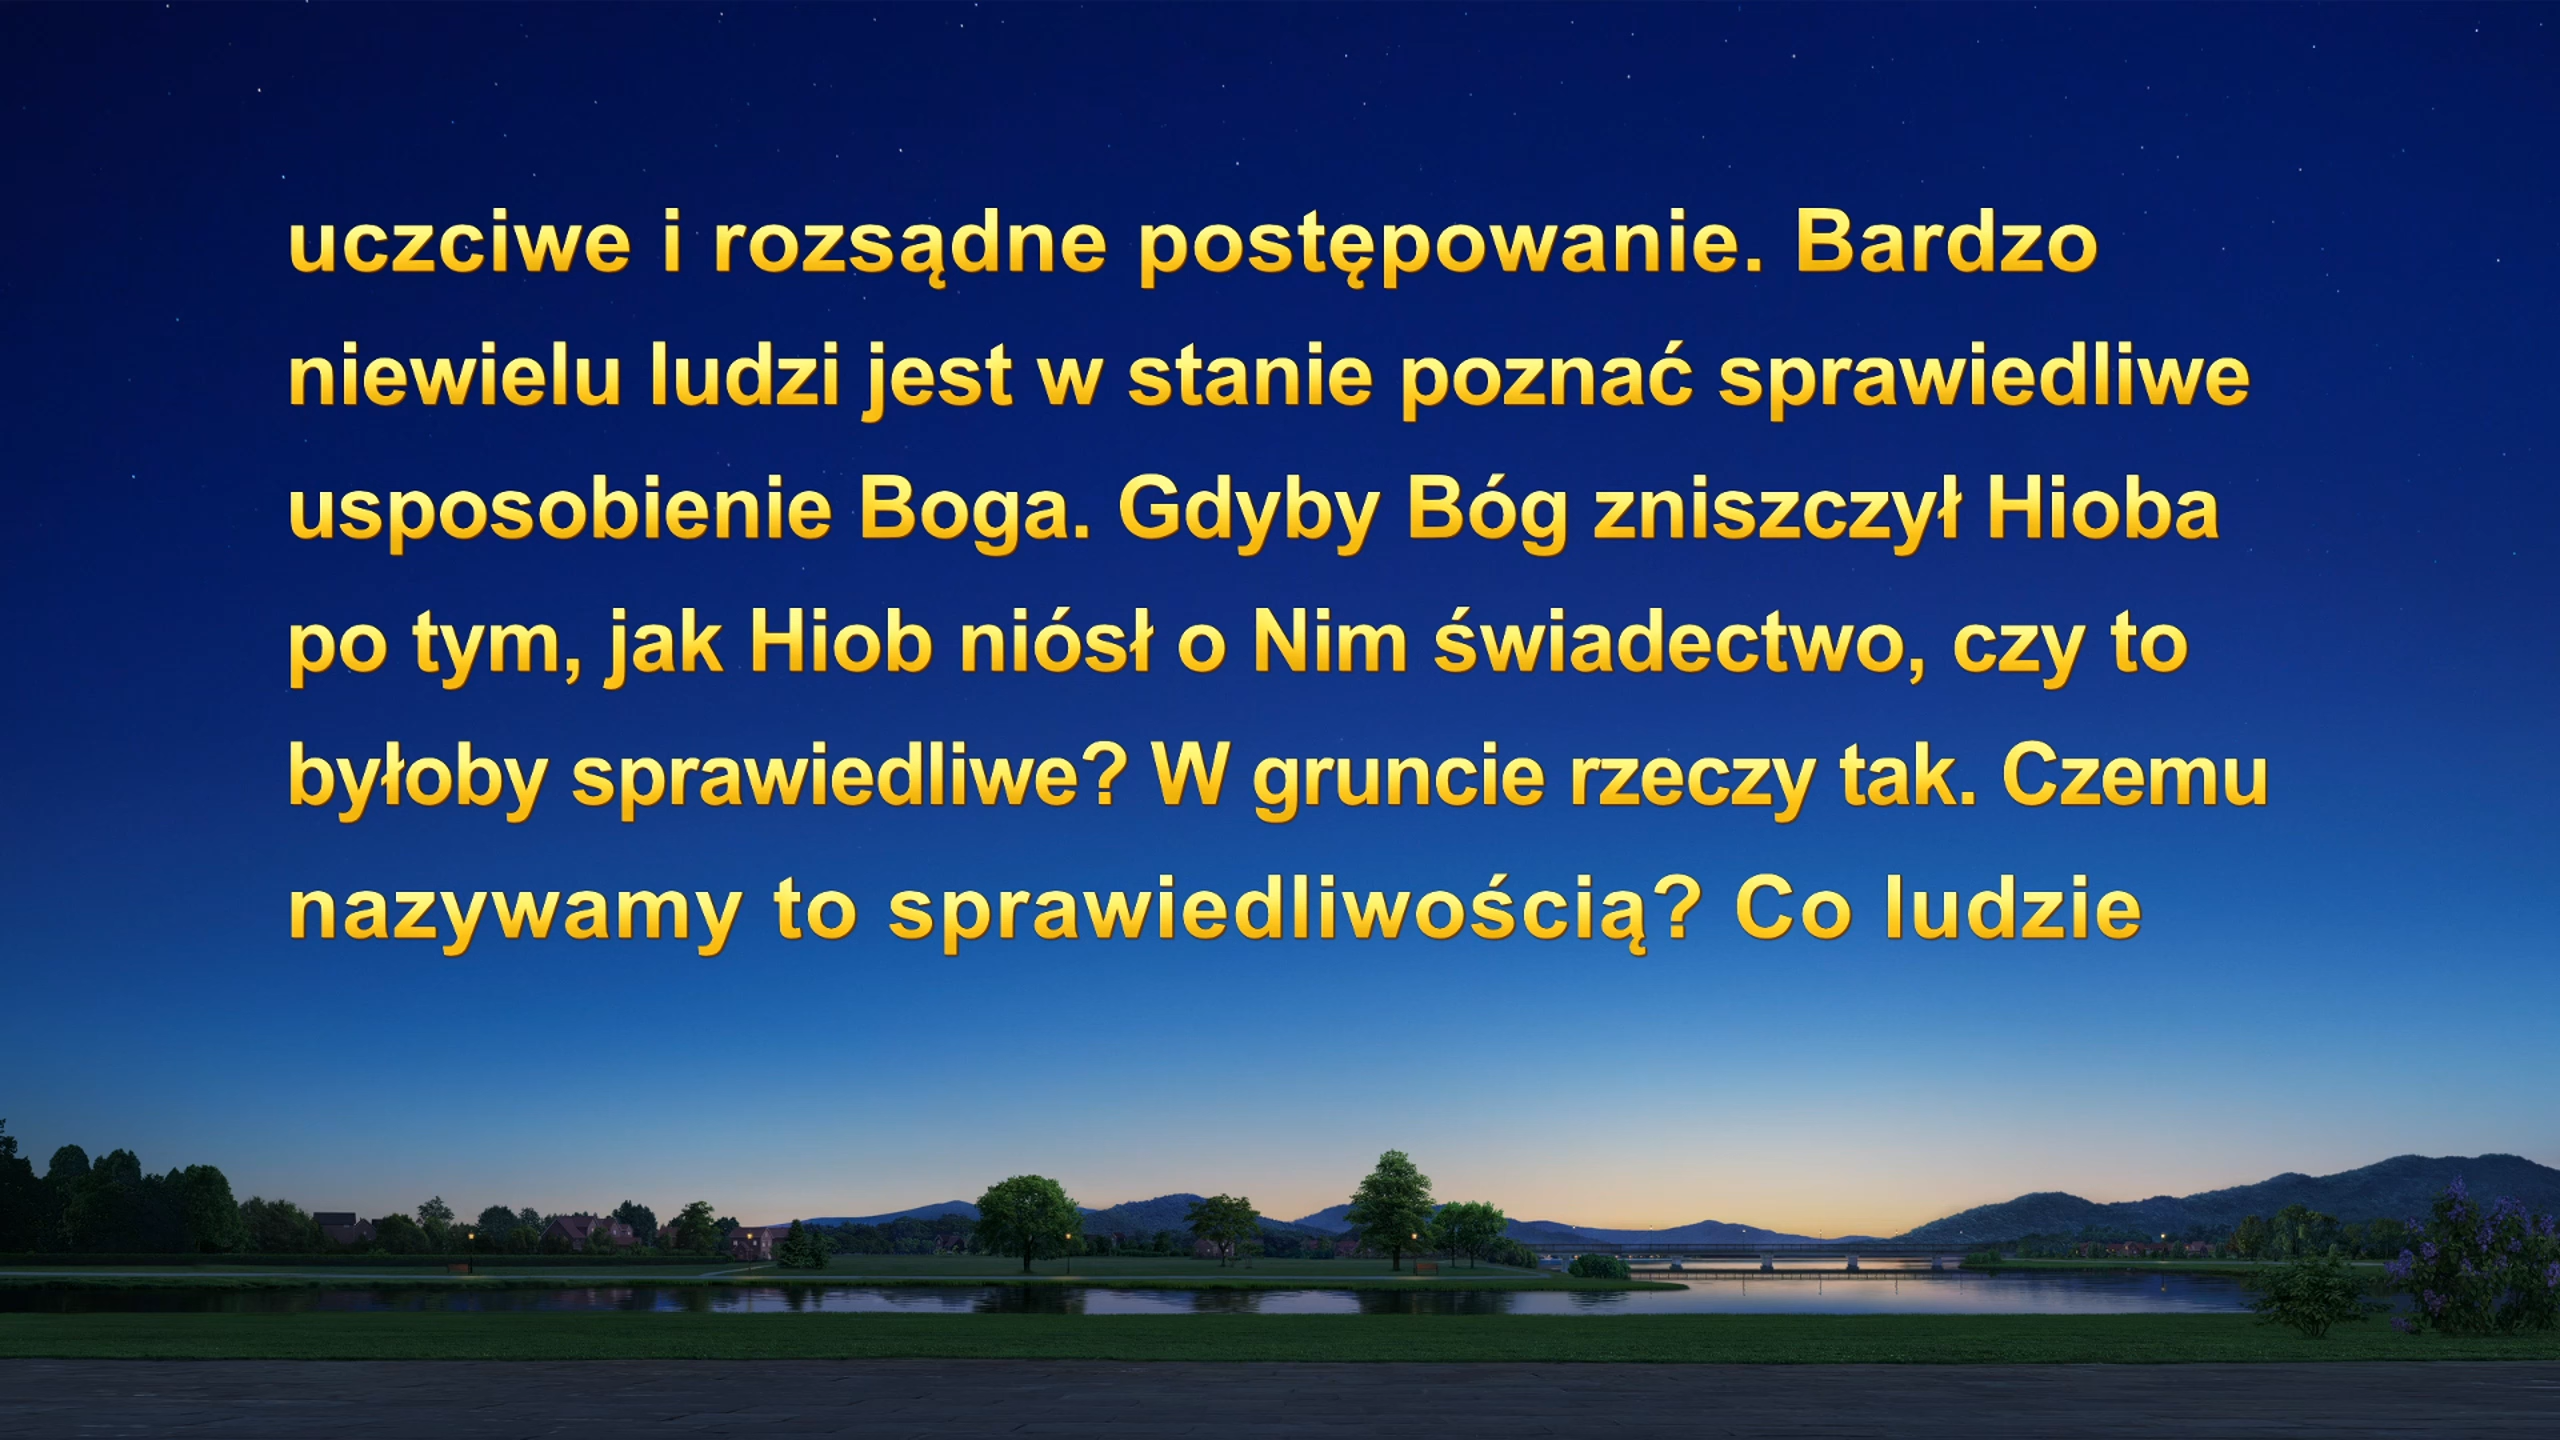 uczciwe i rozsądne postępowanie. Bardzo
niewielu ludzi jest w stanie poznać sprawiedliwe
usposobienie Boga. Gdyby Bóg zniszczył Hioba
po tym, jak Hiob niósł o Nim świadectwo, czy to
byłoby sprawiedliwe? W gruncie rzeczy tak. Czemu
nazywamy to sprawiedliwością? Co ludzie